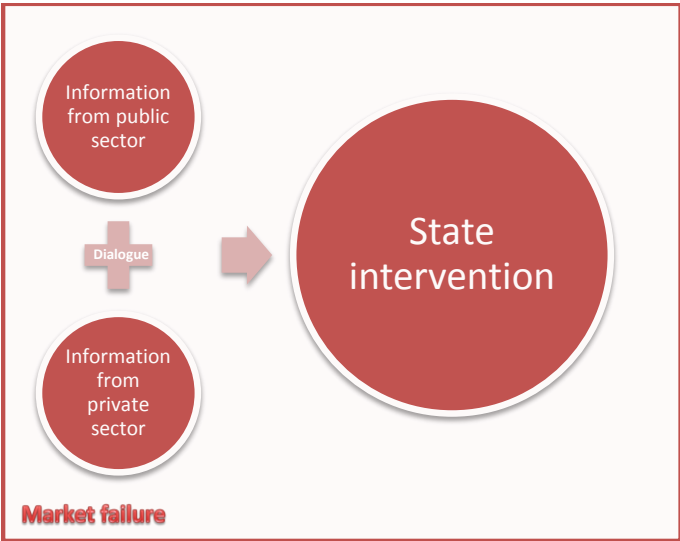 Information
from public
sector
Dialogue
Information
from
private
sector
State
intervention
Market failure